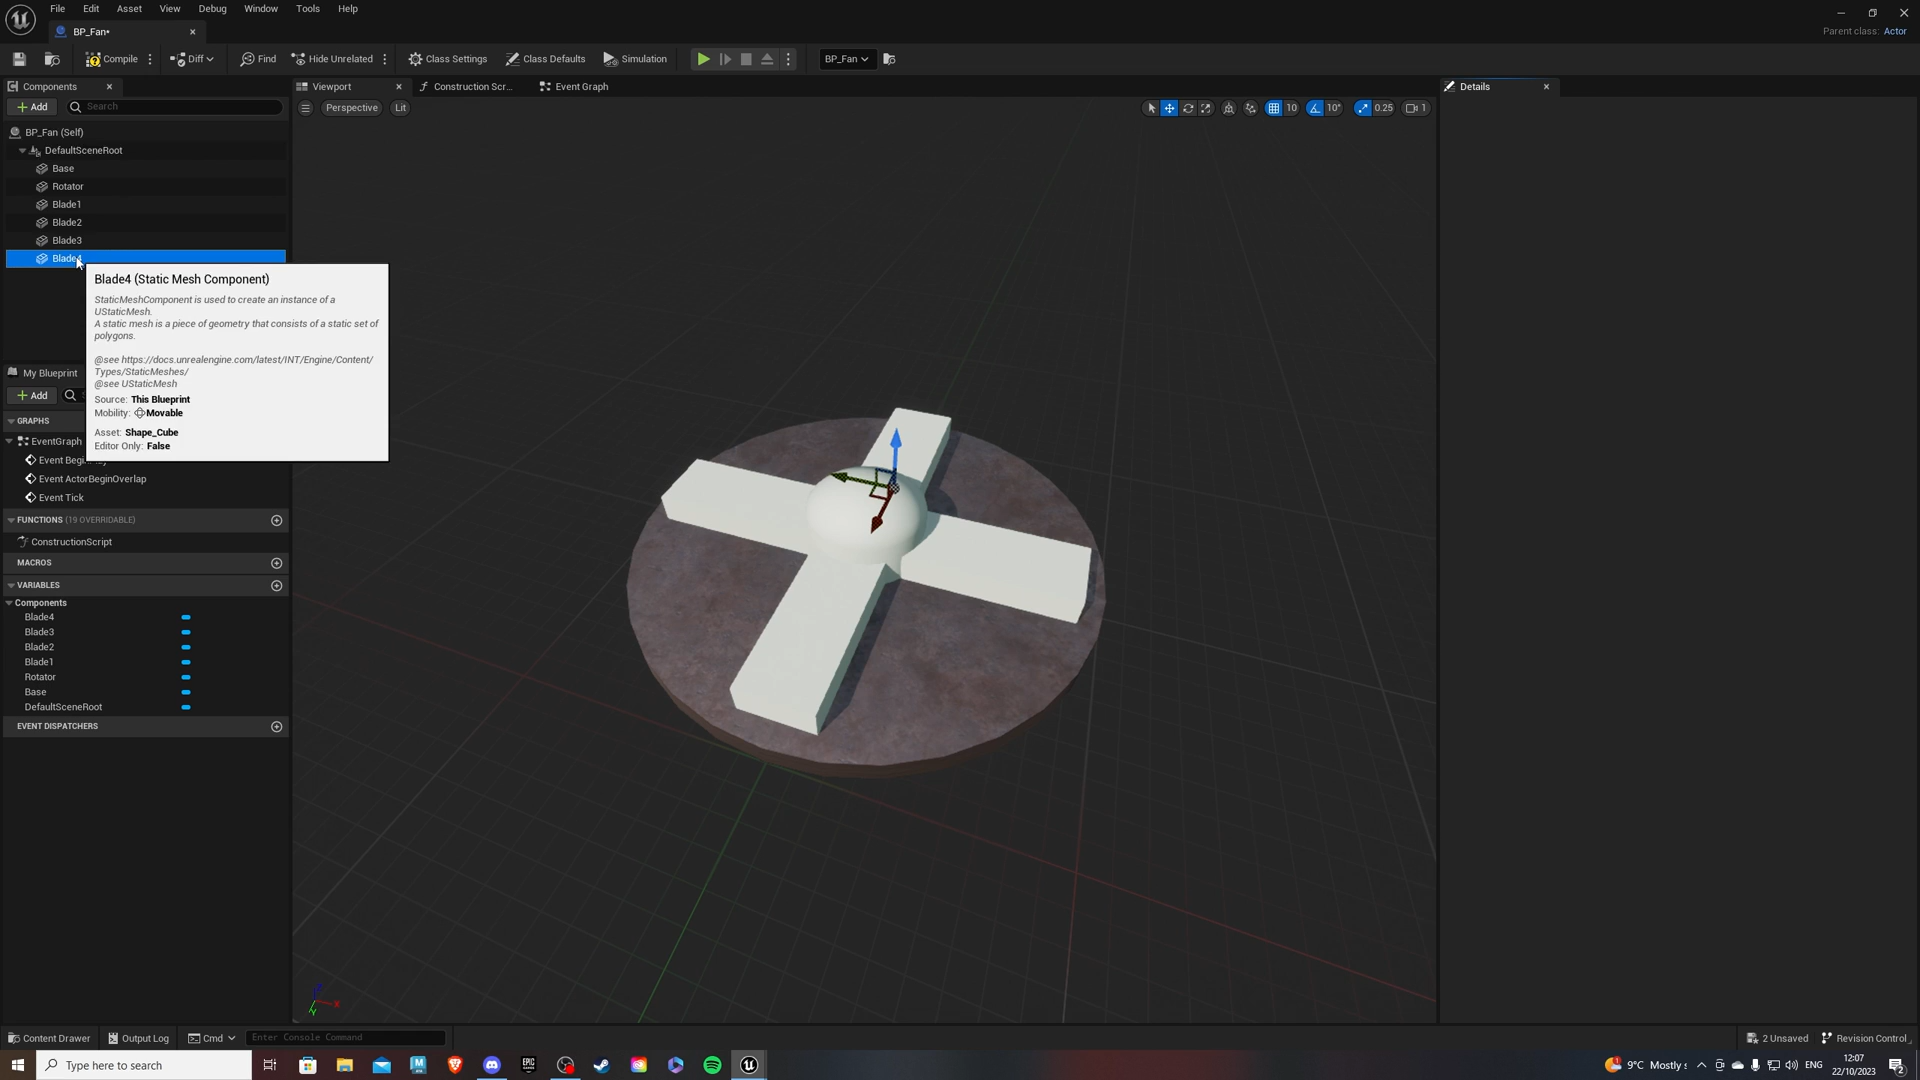 File Edit Asset View Debug Window Tools Help
BP_Fan•
Parent class: Actor
Compile Diff Find Hide Unrelated Class Settings Class Defaults Simulation BP_Fan
Components
Viewport Construction Scr... Event Graph
Details
Add Search
Perspective Lit
10 10° 0.25 1
BP_Fan (Self)
DefaultSceneRoot
Base
Rotator
Blade1
Blade2
Blade3
Blade4
Blade4 (Static Mesh Component)
StaticMeshComponent is used to create an instance of a
UStaticMesh.
A static mesh is a piece of geometry that consists of a static set of
polygons.
@see https://docs.unrealengine.com/latest/INT/Engine/Content/
Types/StaticMeshes/
@see UStaticMesh
Source: This Blueprint
Mobility: Movable
Asset: Shape_Cube
Editor Only: False
My Blueprint
Add
GRAPHS
EventGraph
Event
Event ActorBeginOverlap
Event Tick
FUNCTIONS (19 OVERRIDABLE)
ConstructionScript
MACROS
VARIABLES
Components
Blade4
Blade3
Blade2
Blade1
Rotator
Base
DefaultSceneRoot
EVENT DISPATCHERS
Z
X
Y
Content Drawer Output Log Cmd Enter Console Command
2 Unsaved Revision Control
Type here to search
9°C Mostly ENG
12:07
22/10/2023